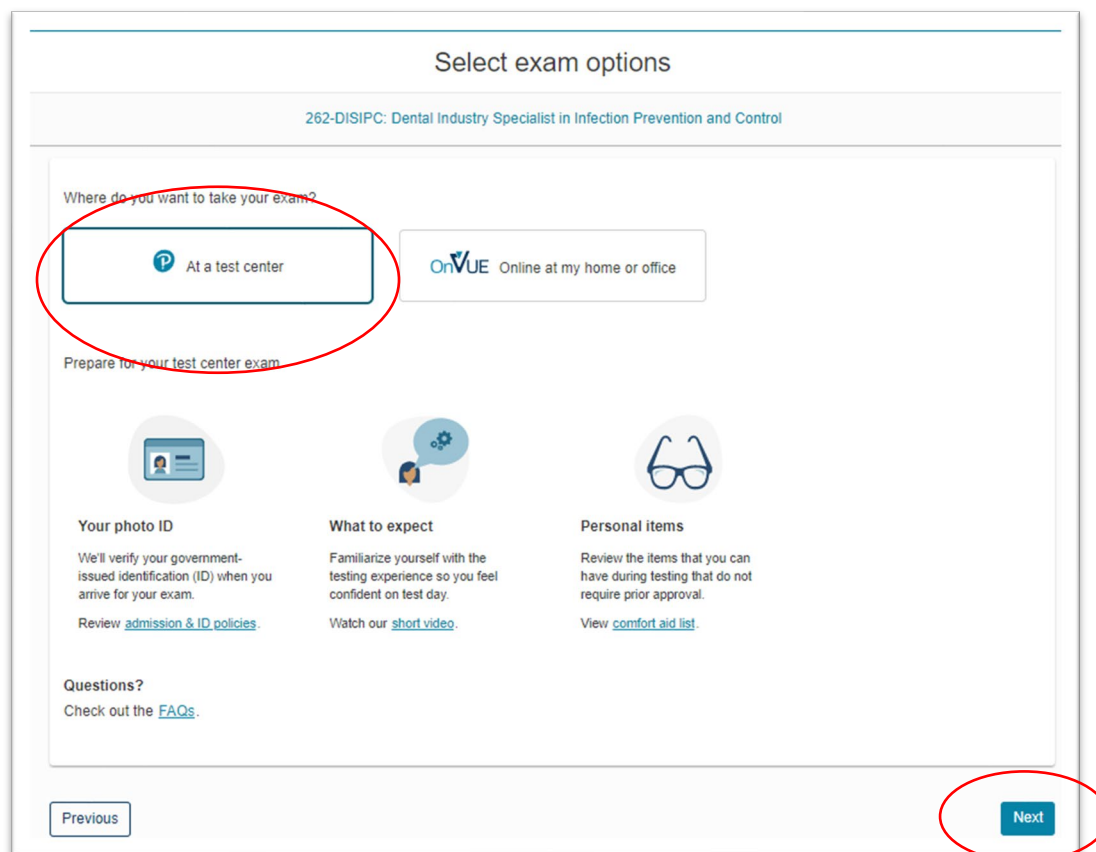 Select exam options
262-DISIPC: Dental Industry Specialist in Infection Prevention and Control
Where do you want to take your exam?
At a test center
OnVUE Online at my home or office
Prepare for your test center exam
Your photo ID
We'll verify your government-
issued identification (ID) when you
arrive for your exam.
Review admission & ID policies.
What to expect
Familiarize yourself with the
testing experience so you feel
confident on test day.
Watch our short video.
Personal items
Review the items that you can
have during testing that do not
require prior approval.
View comfort aid list.
Questions?
Check out the FAQs.
Previous
Next